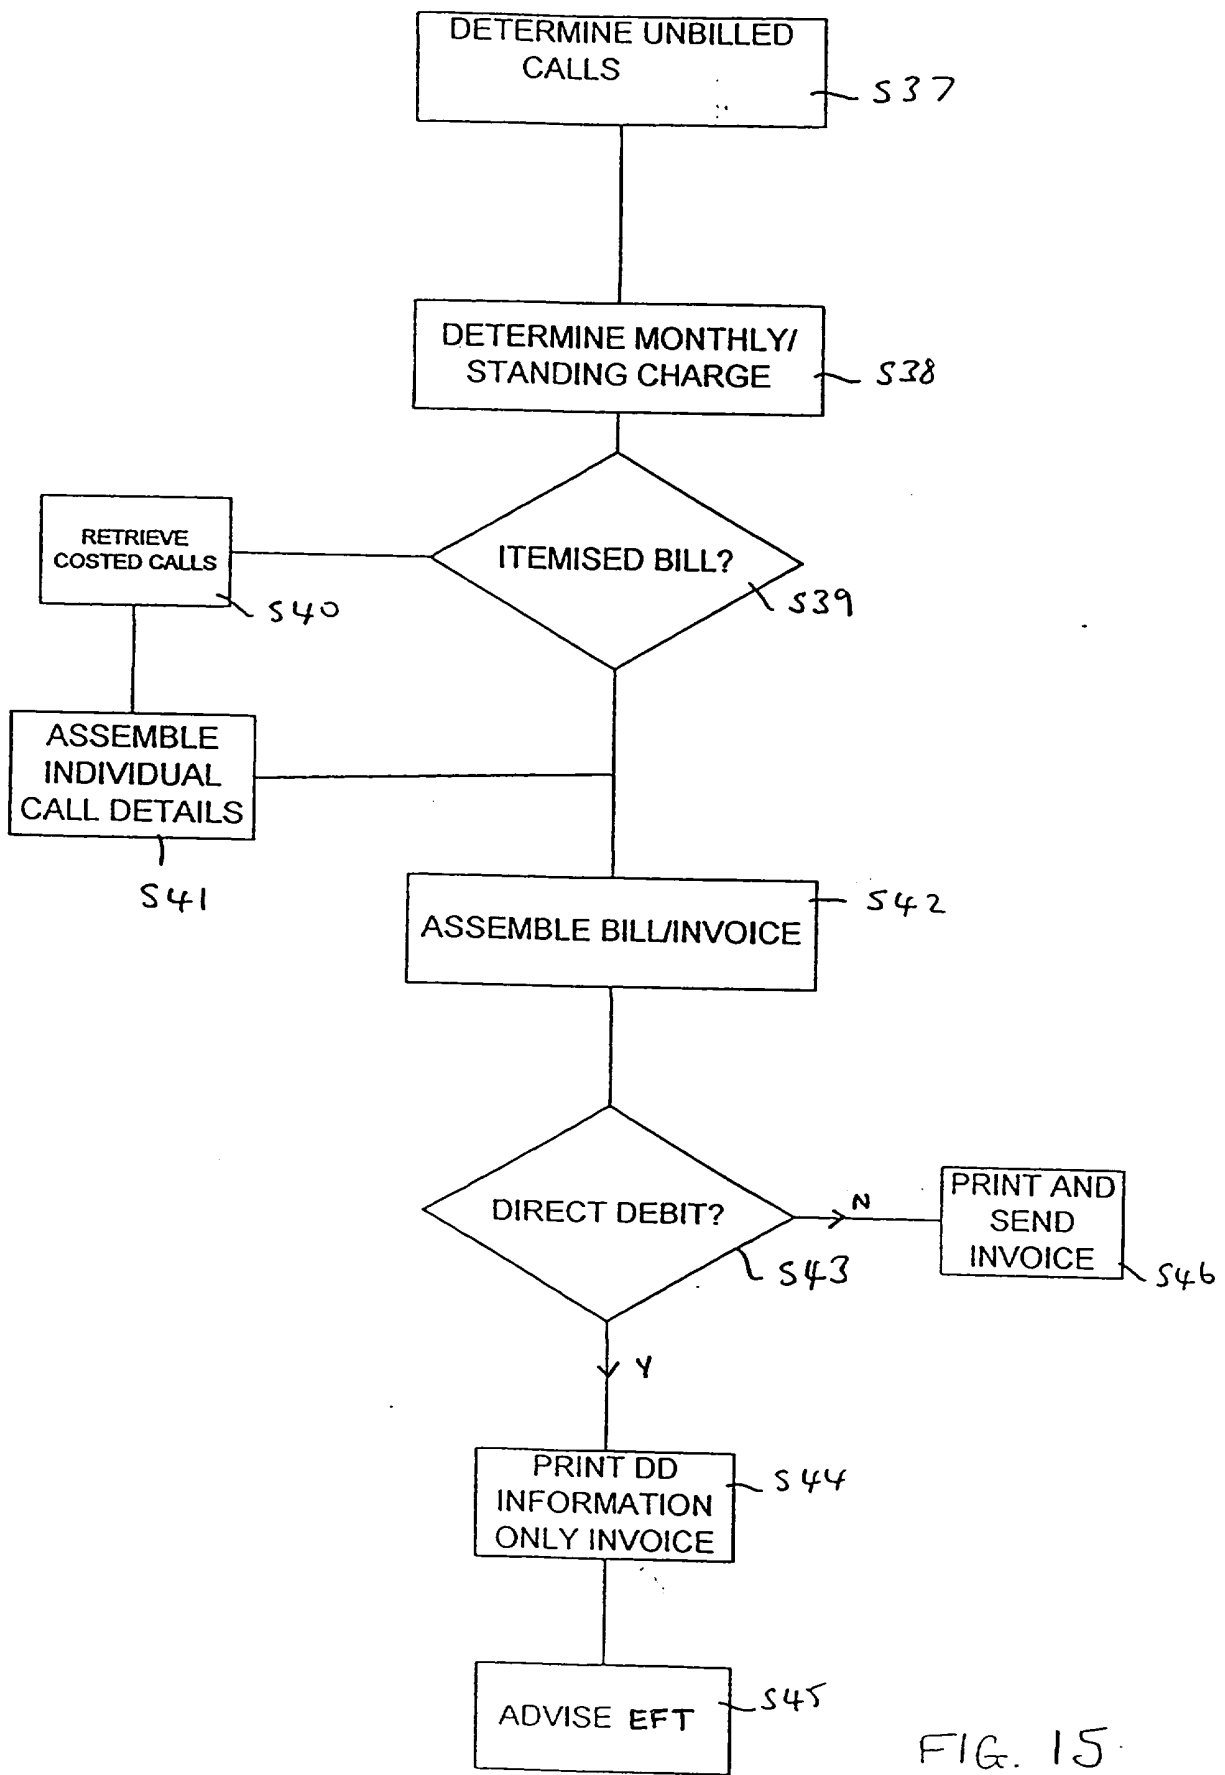 DETERMINE UNBILLED
CALLS
S37
DETERMINE MONTHLY/
STANDING CHARGE
S38
ITEMISED BILL?
S39
RETRIEVE
COSTED CALLS
S40
ASSEMBLE
INDIVIDUAL
CALL DETAILS
S41
ASSEMBLE BILL/INVOICE
S42
DIRECT DEBIT?
S43
N
PRINT AND
SEND
INVOICE
S46
Y
PRINT DD
INFORMATION
ONLY INVOICE
S44
ADVISE EFT
S45
FIG. 15